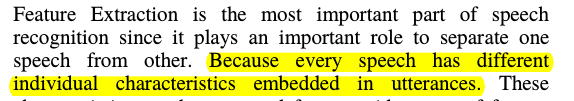 Feature Extraction is the most important part of speech
recognition since it plays an important role to separate one
speech from other. Because every speech has different
individual characteristics embedded in utterances. These